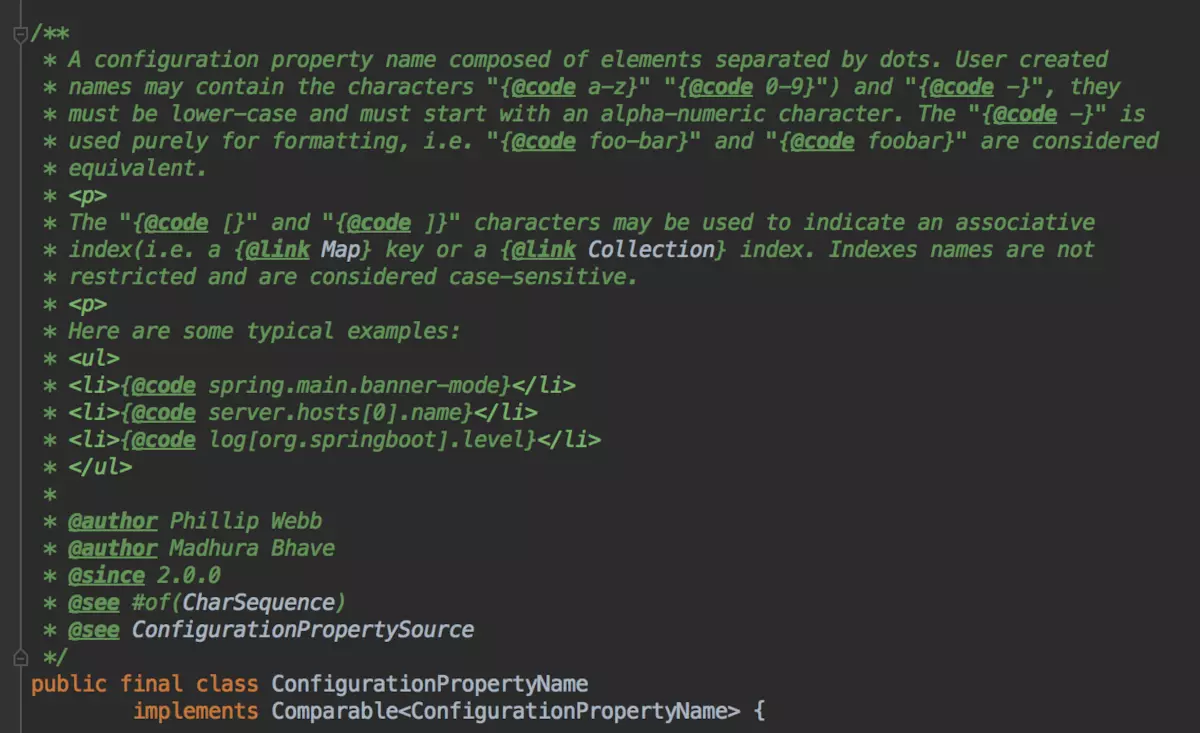 /**
 * A configuration property name composed of elements separated by dots. User created
 * names may contain the characters "{@code a-z}" "{@code 0-9}") and "{@code -}", they
 * must be lower-case and must start with an alpha-numeric character. The "{@code -}" is
 * used purely for formatting, i.e. "{@code foo-bar}" and "{@code foobar}" are considered
 * equivalent.
 * <p>
 * The "{@code [}" and "{@code ]}" characters may be used to indicate an associative
 * index(i.e. a {@link Map} key or a {@link Collection} index. Indexes names are not
 * restricted and are considered case-sensitive.
 * <p>
 * Here are some typical examples:
 * <ul>
 * <li>{@code spring.main.banner-mode}</li>
 * <li>{@code server.hosts[0].name}</li>
 * <li>{@code log[org.springboot].level}</li>
 * </ul>
 *
 * @author Phillip Webb
 * @author Madhura Bhave
 * @since 2.0.0
 * @see #of(CharSequence)
 * @see ConfigurationPropertySource
 */
public final class ConfigurationPropertyName
        implements Comparable<ConfigurationPropertyName> {